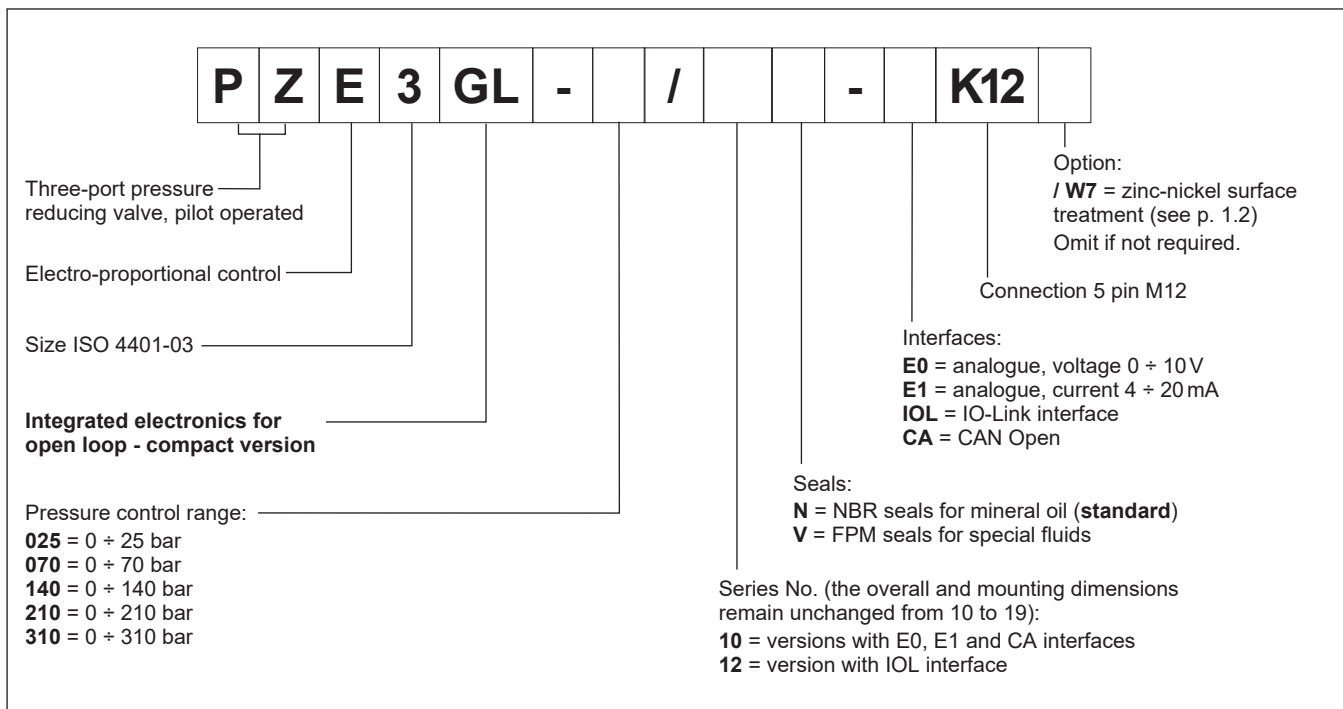 P Z E 3 GL - / - K12
Three-port pressure
reducing valve, pilot operated
Electro-proportional control
Size ISO 4401-03
Integrated electronics for
open loop - compact version
Pressure control range:
025 = 0 ÷ 25 bar
070 = 0 ÷ 70 bar
140 = 0 ÷ 140 bar
210 = 0 ÷ 210 bar
310 = 0 ÷ 310 bar
Option:
/ W7 = zinc-nickel surface
treatment (see p. 1.2)
Omit if not required.
Connection 5 pin M12
Interfaces:
E0 = analogue, voltage 0 ÷ 10 V
E1 = analogue, current 4 ÷ 20 mA
IOL = IO-Link interface
CA = CAN Open
Seals:
N = NBR seals for mineral oil (standard)
V = FPM seals for special fluids
Series No. (the overall and mounting dimensions
remain unchanged from 10 to 19):
10 = versions with E0, E1 and CA interfaces
12 = version with IOL interface